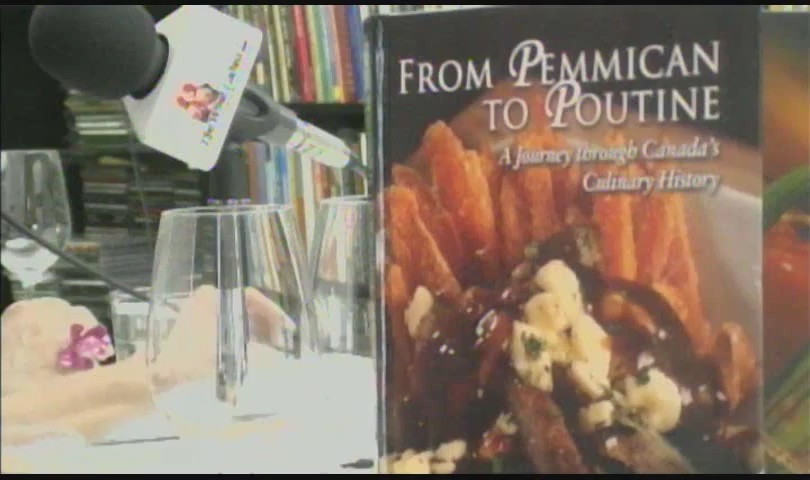 FROM PEMMICAN
TO POUTINE
A Journey through Canada's
Culinary History